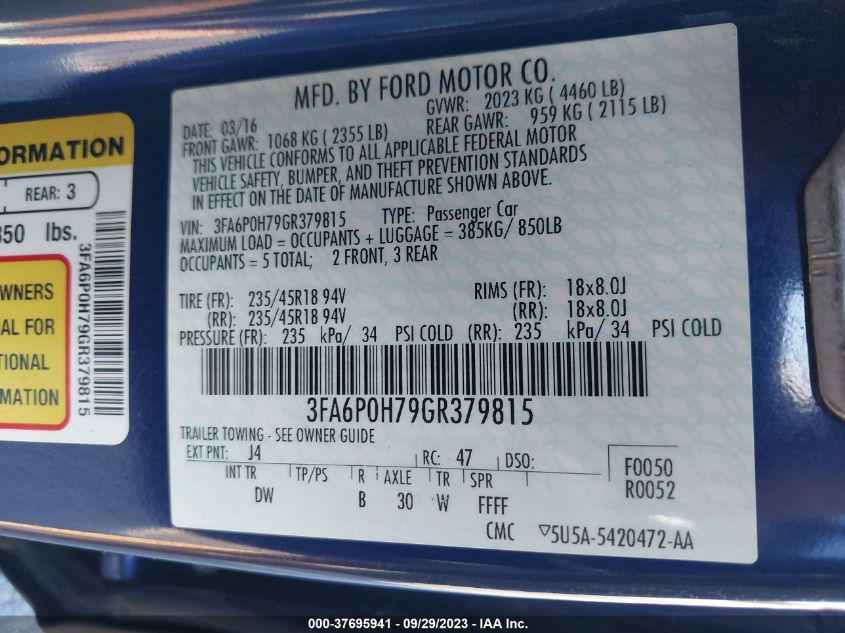 MFD. BY FORD MOTOR CO.
DATE: 03/16 GVWR: 2023 KG ( 4460 LB)
FRONT GAWR: 1068 KG ( 2355 LB) REAR GAWR: 959 KG ( 2115 LB)
THIS VEHICLE CONFORMS TO ALL APPLICABLE FEDERAL MOTOR
VEHICLE SAFETY, BUMPER, AND THEFT PREVENTION STANDARDS
IN EFFECT ON THE DATE OF MANUFACTURE SHOWN ABOVE.
VIN: 3FA6P0H79GR379815 TYPE: Passenger Car
MAXIMUM LOAD = OCCUPANTS + LUGGAGE = 385KG/ 850LB
OCCUPANTS = 5 TOTAL; 2 FRONT, 3 REAR
TIRE (FR): 235/45R18 94V RIMS (FR): 18x8.0J
(RR): 235/45R18 94V (RR): 18x8.0J
PRESSURE (FR): 235 kPa/ 34 PSI COLD (RR): 235 kPa/ 34 PSI COLD
3FA6P0H79GR379815
TRAILER TOWING - SEE OWNER GUIDE
EXT PNT: J4 RC: 47 DSO: F0050
INT TR TP/PS R AXLE TR SPR R0052
DW B 30 W FFFF
CMC 5U5A-5420472-AA
ORMATION
REAR: 3
850 lbs.
WNERS
AL FOR
TIONAL
MATION
3FA6P0H79GR379815
000-37695941 - 09/29/2023 - IAA Inc.